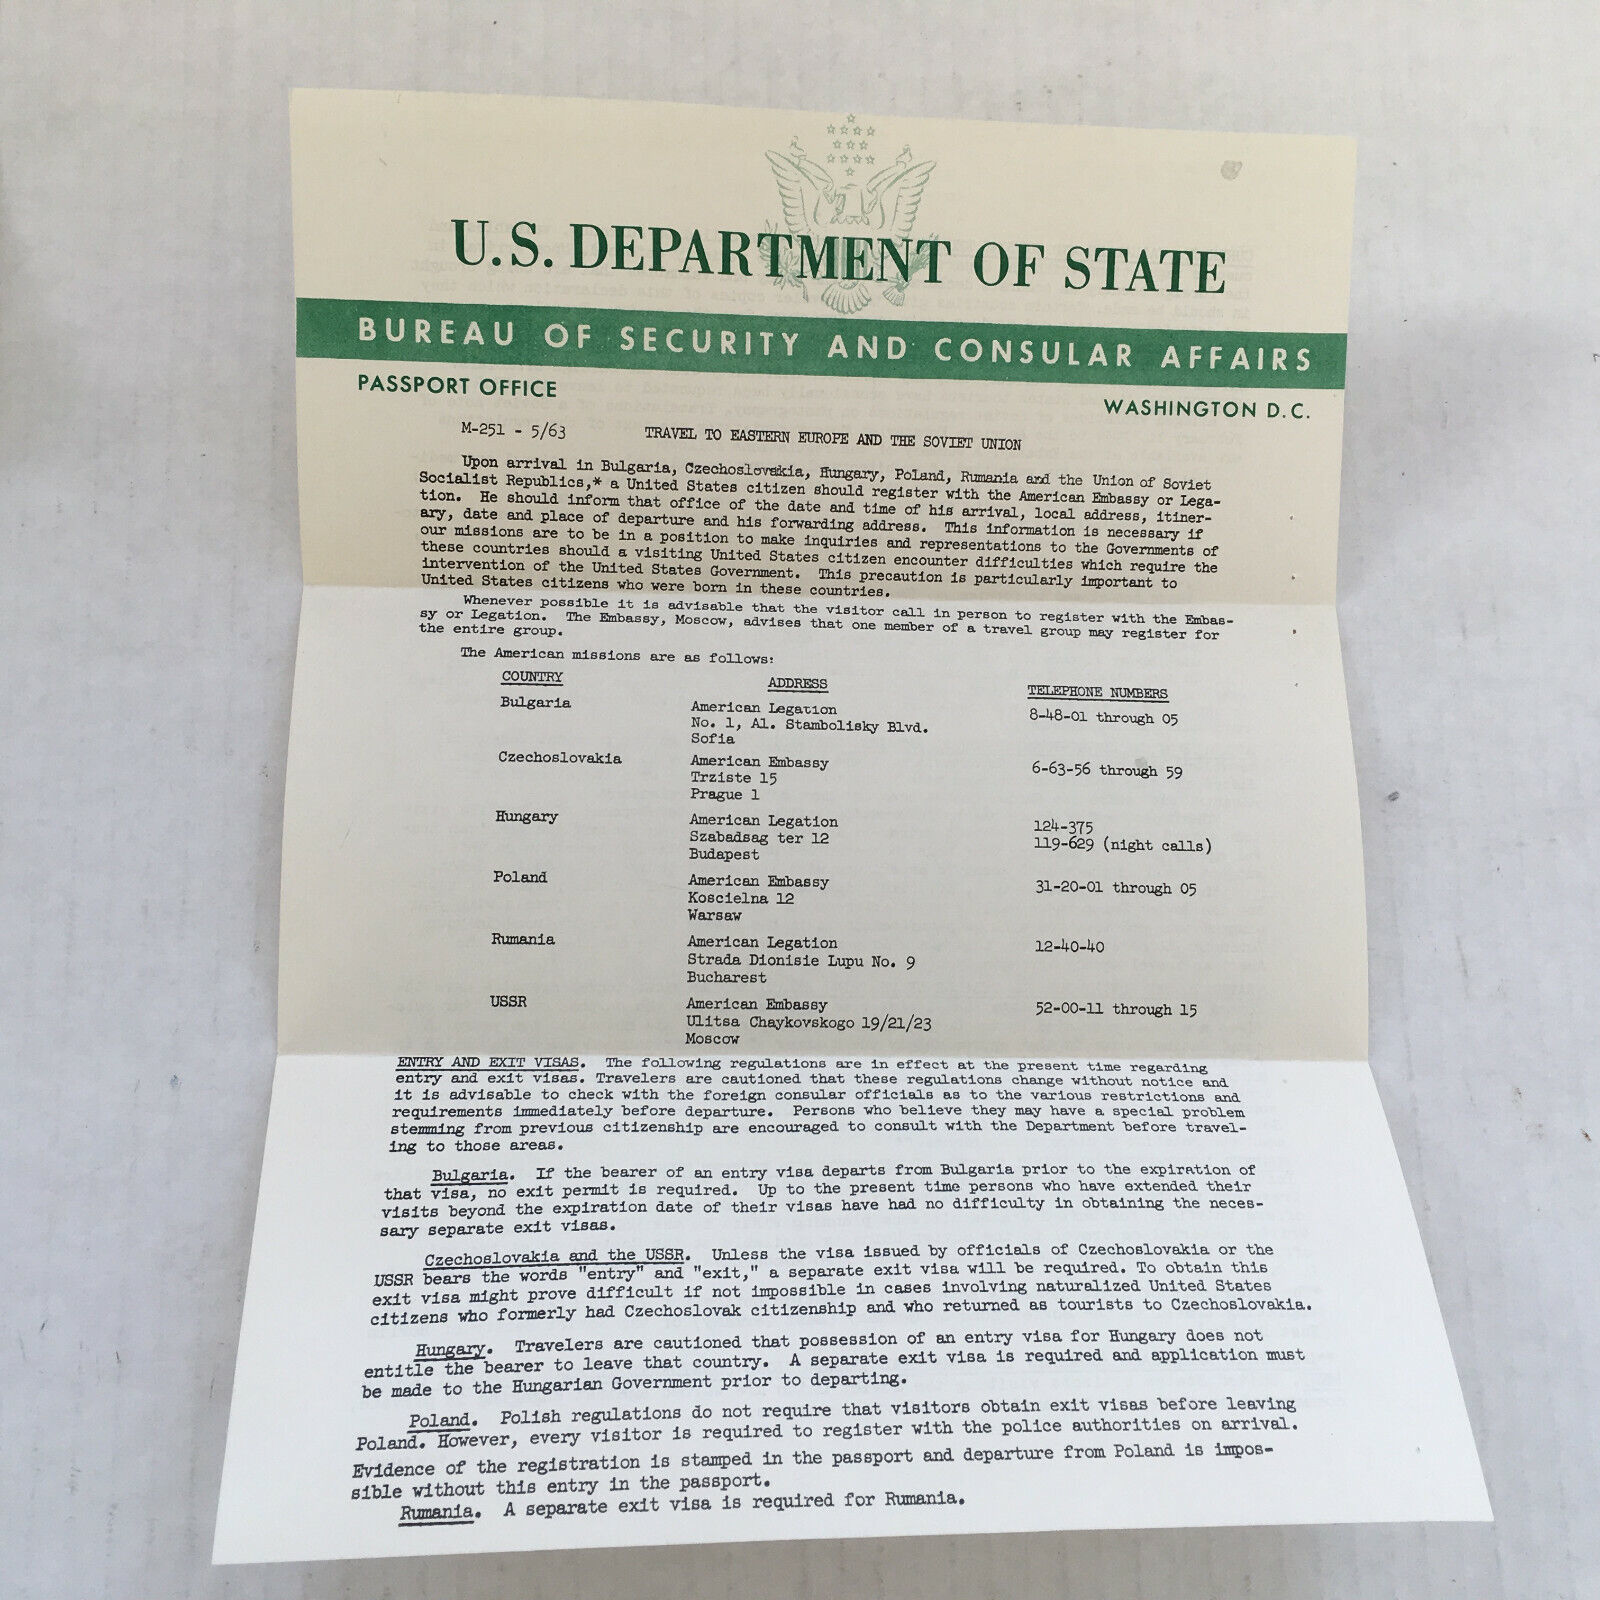 U.S. DEPARTMENT OF STATE
BUREAU OF SECURITY AND CONSULAR AFFAIRS
PASSPORT OFFICE
WASHINGTON D.C.
M-251 - 5/63
TRAVEL TO EASTERN EUROPE AND THE SOVIET UNION
Upon arrival in Bulgaria, Czechoslovakia, Hungary, Poland, Rumania and the Union of Soviet
Socialist Republics,* a United States citizen should register with the American Embassy or Lega-
tion. He should inform that office of the date and time of his arrival, local address, itiner-
ary, date and place of departure and his forwarding address. This information is necessary if
our missions are to be in a position to make inquiries and representations to the Governments of
these countries should a visiting United States citizen encounter difficulties which require the
intervention of the United States Government. This precaution is particularly important to
United States citizens who were born in these countries.
Whenever possible it is advisable that the visitor call in person to register with the Embas-
sy or Legation. The Embassy, Moscow, advises that one member of a travel group may register for
the entire group.
The American missions are as follows:
COUNTRY ADDRESS TELEPHONE NUMBERS
Bulgaria American Legation 8-48-01 through 05
No. 1, Al. Stambolisky Blvd.
Sofia
Czechoslovakia American Embassy 6-63-56 through 59
Trziste 15
Prague 1
Hungary American Legation 124-375
Szabadsag ter 12 119-629 (night calls)
Budapest
Poland American Embassy 31-20-01 through 05
Koscielna 12
Warsaw
Rumania American Legation 12-40-40
Strada Dionisie Lupu No. 9
Bucharest
USSR American Embassy 52-00-11 through 15
Ulitsa Chaykovskogo 19/21/23
Moscow
ENTRY AND EXIT VISAS. The following regulations are in effect at the present time regarding
entry and exit visas. Travelers are cautioned that these regulations change without notice and
it is advisable to check with the foreign consular officials as to the various restrictions and
requirements immediately before departure. Persons who believe they may have a special problem
stemming from previous citizenship are encouraged to consult with the Department before travel-
ing to those areas.
Bulgaria. If the bearer of an entry visa departs from Bulgaria prior to the expiration of
that visa, no exit permit is required. Up to the present time persons who have extended their
visits beyond the expiration date of their visas have had no difficulty in obtaining the neces-
sary separate exit visas.
Czechoslovakia and the USSR. Unless the visa issued by officials of Czechoslovakia or the
USSR bears the words "entry" and "exit," a separate exit visa will be required. To obtain this
exit visa might prove difficult if not impossible in cases involving naturalized United States
citizens who formerly had Czechoslovak citizenship and who returned as tourists to Czechoslovakia.
Hungary. Travelers are cautioned that possession of an entry visa for Hungary does not
entitle the bearer to leave that country. A separate exit visa is required and application must
be made to the Hungarian Government prior to departing.
Poland. Polish regulations do not require that visitors obtain exit visas before leaving
Poland. However, every visitor is required to register with the police authorities on arrival.
Evidence of the registration is stamped in the passport and departure from Poland is impos-
sible without this entry in the passport.
Rumania. A separate exit visa is required for Rumania.